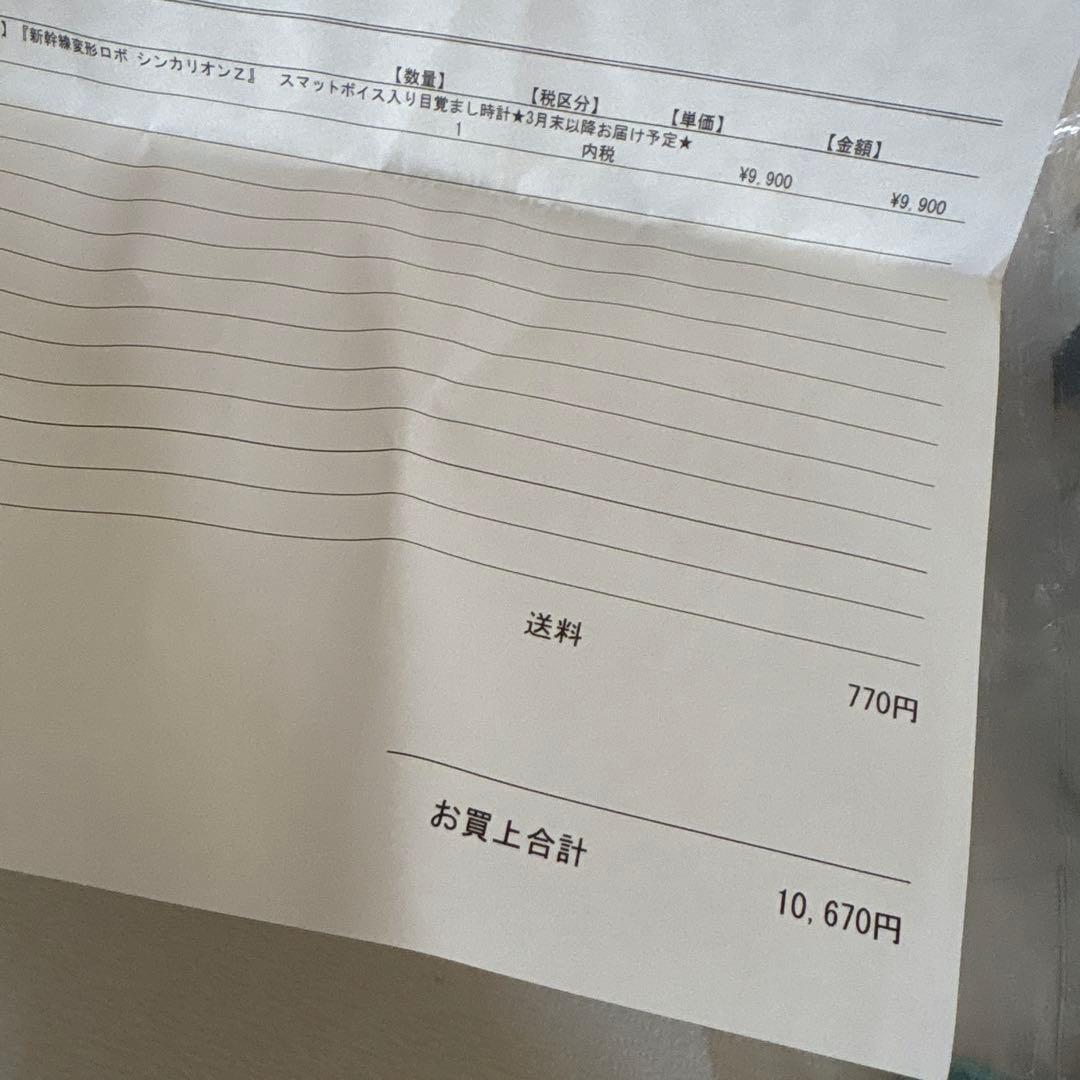 【数量】 【税区分】 【単価】 【金額】
】『新幹線変形ロボ シンカリオンZ』 スマットボイス入り目覚まし時計★3月末以降お届け予定★
1 内税 ¥9,900 ¥9,900
送料
770円
お買上合計
10,670円